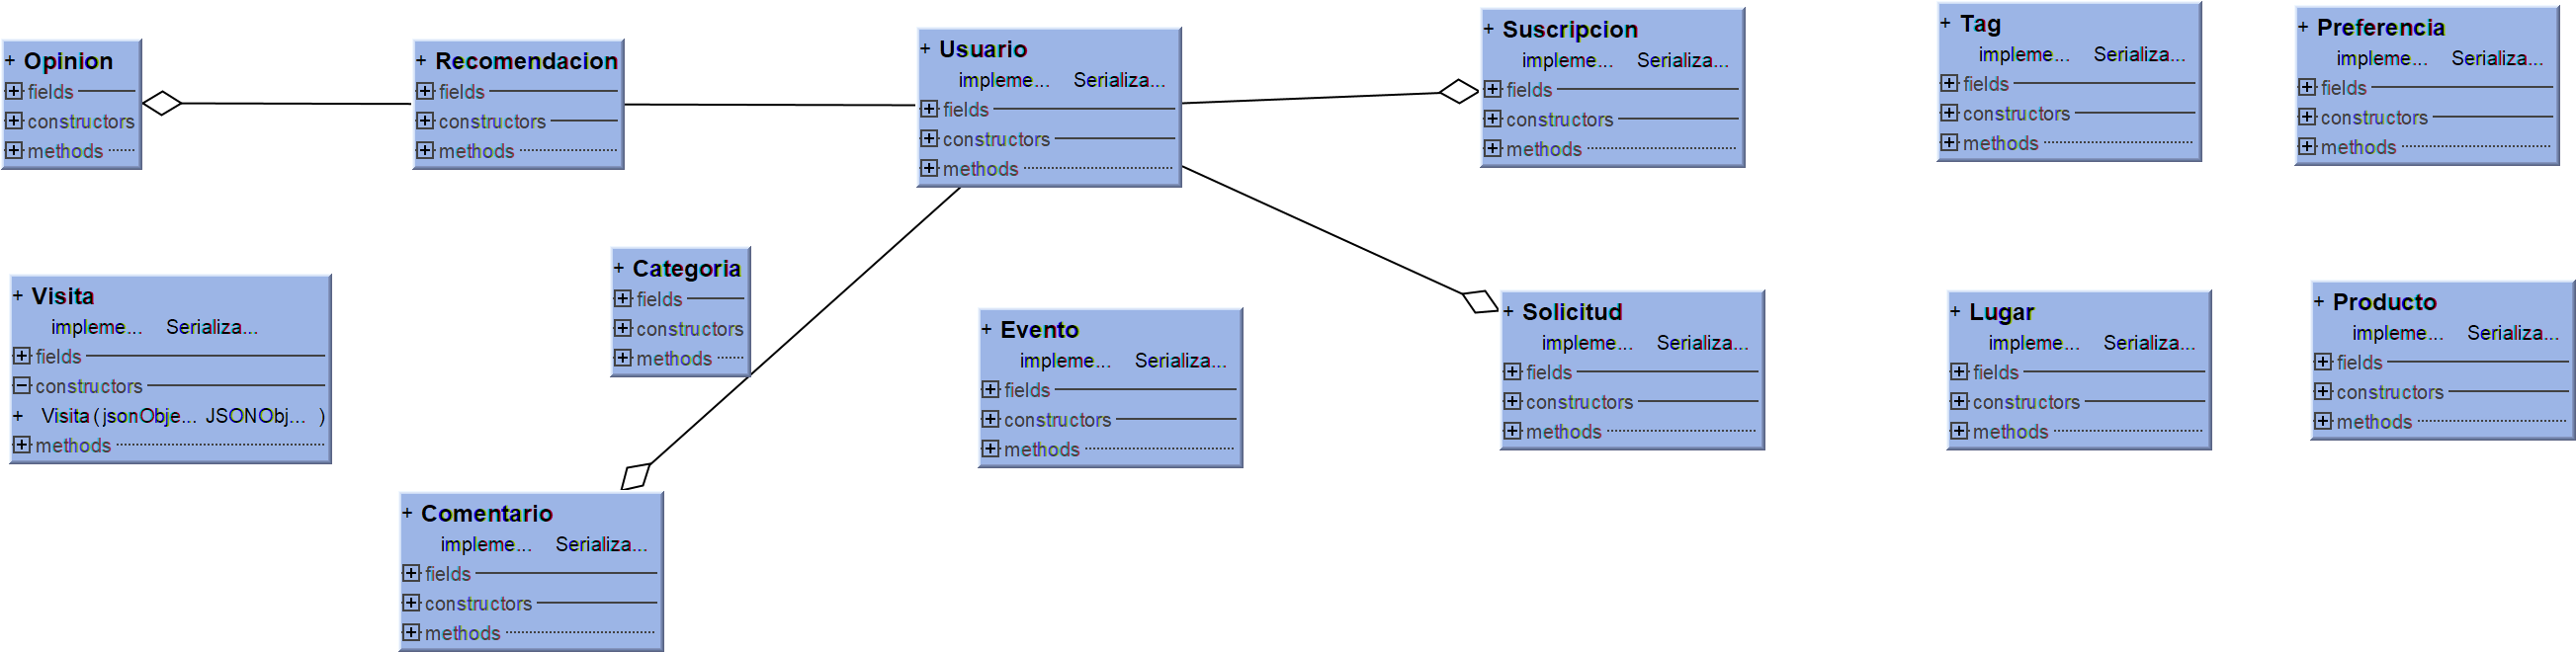 + Opinion
fields
constructors
methods
+ Recomendacion
fields
constructors
methods
+ Usuario
impleme... Serializa...
fields
constructors
methods
+ Suscripcion
impleme... Serializa...
fields
constructors
methods
+ Tag
impleme... Serializa...
fields
constructors
methods
+ Preferencia
impleme... Serializa...
fields
constructors
methods
+ Visita
impleme... Serializa...
fields
constructors
+ Visita (jsonObje... JSONObj... )
methods
+ Categoria
fields
constructors
methods
+ Evento
impleme... Serializa...
fields
constructors
methods
+ Solicitud
impleme... Serializa...
fields
constructors
methods
+ Lugar
impleme... Serializa...
fields
constructors
methods
+ Producto
impleme... Serializa...
fields
constructors
methods
+ Comentario
impleme... Serializa...
fields
constructors
methods